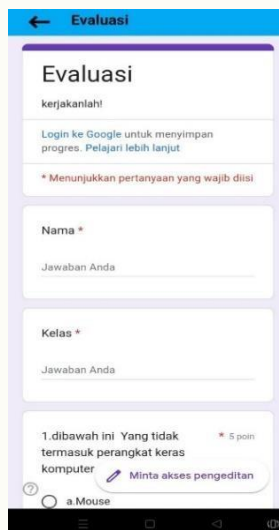 Evaluasi
Evaluasi
kerjakanlah!
Login ke Google untuk menyimpan
progres. Pelajari lebih lanjut
* Menunjukkan pertanyaan yang wajib diisi
Nama *
Jawaban Anda
Kelas *
Jawaban Anda
1.dibawah ini Yang tidak * 5 poin
termasuk perangkat keras
komputer
Minta akses pengeditan
a.Mouse